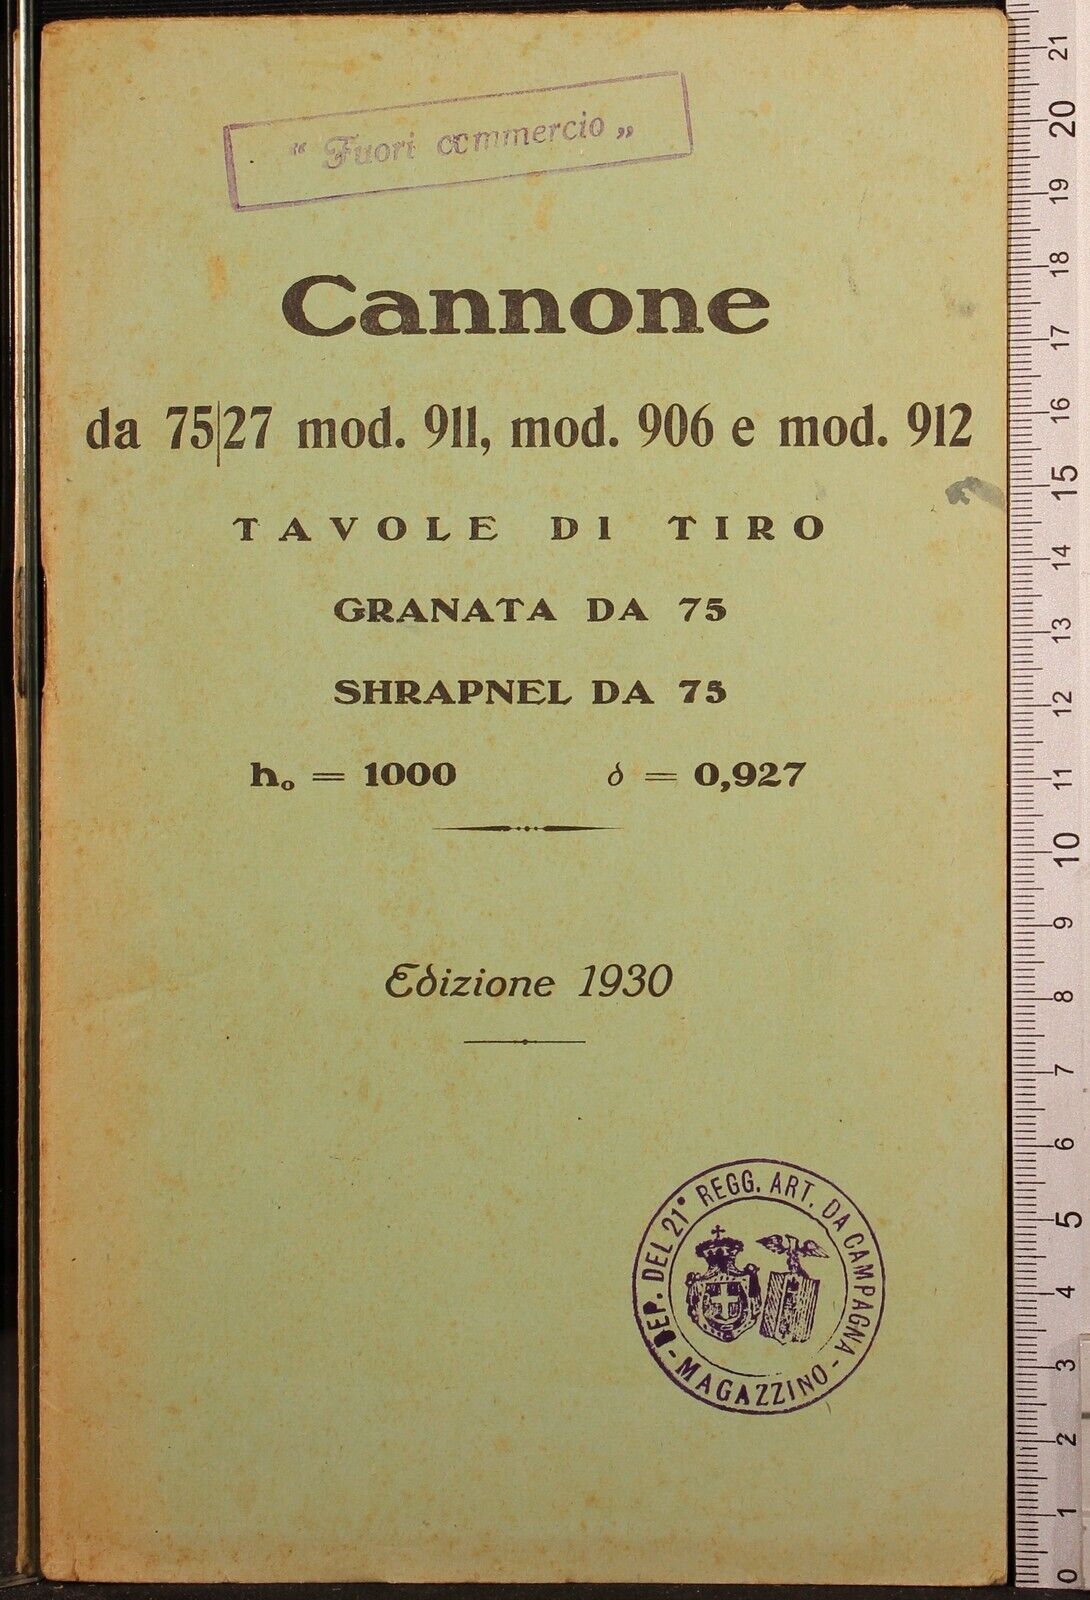 “ Fuori commercio „
Cannone
da 75|27 mod. 911, mod. 906 e mod. 912
TAVOLE DI TIRO
GRANATA DA 75
SHRAPNEL DA 75
h₀ = 1000 δ = 0,927
Edizione 1930
DEP. DEL 21° REGG. ART. DA CAMPAGNA
- MAGAZZINO -
21
20
19
18
17
16
15
14
13
12
11
10
9
8
7
6
5
4
3
2
1
0